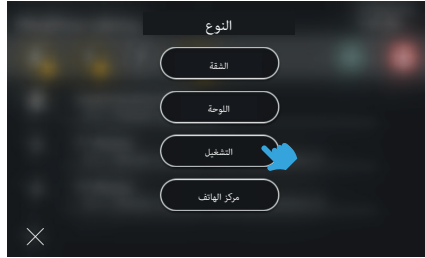 النوع
الشقة
اللوحة
التشغيل
مركز الهاتف